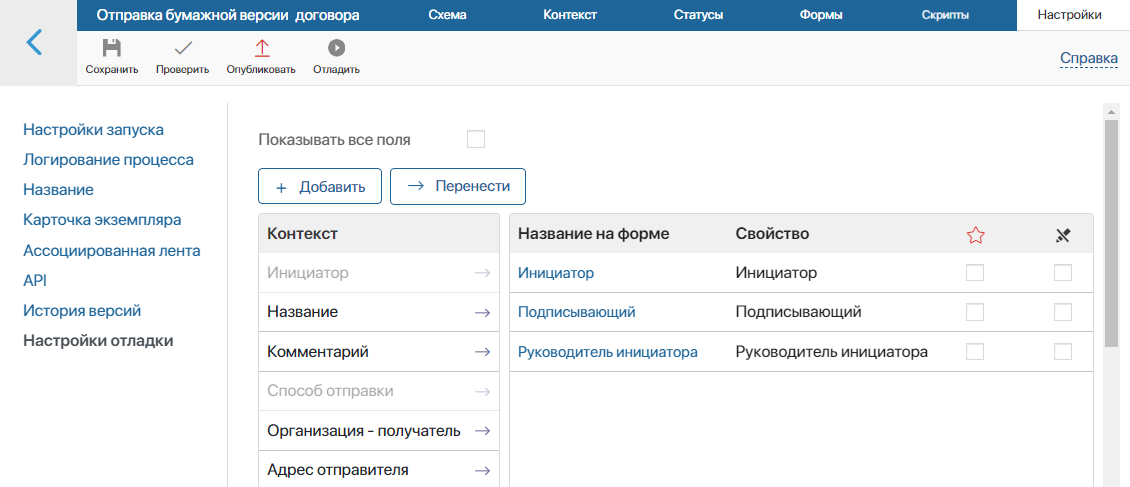 Отправка бумажной версии договора
Схема
Контекст
Статусы
Формы
Скрипты
Настройки
Сохранить
Проверить
Опубликовать
Отладить
Справка
Настройки запуска
Логирование процесса
Название
Карточка экземпляра
Ассоциированная лента
API
История версий
Настройки отладки
Показывать все поля
+ Добавить
→ Перенести
Контекст
Инициатор →
Название →
Комментарий →
Способ отправки →
Организация - получатель →
Адрес отправителя →
Название на форме Свойство
Инициатор Инициатор
Подписывающий Подписывающий
Руководитель инициатора Руководитель инициатора